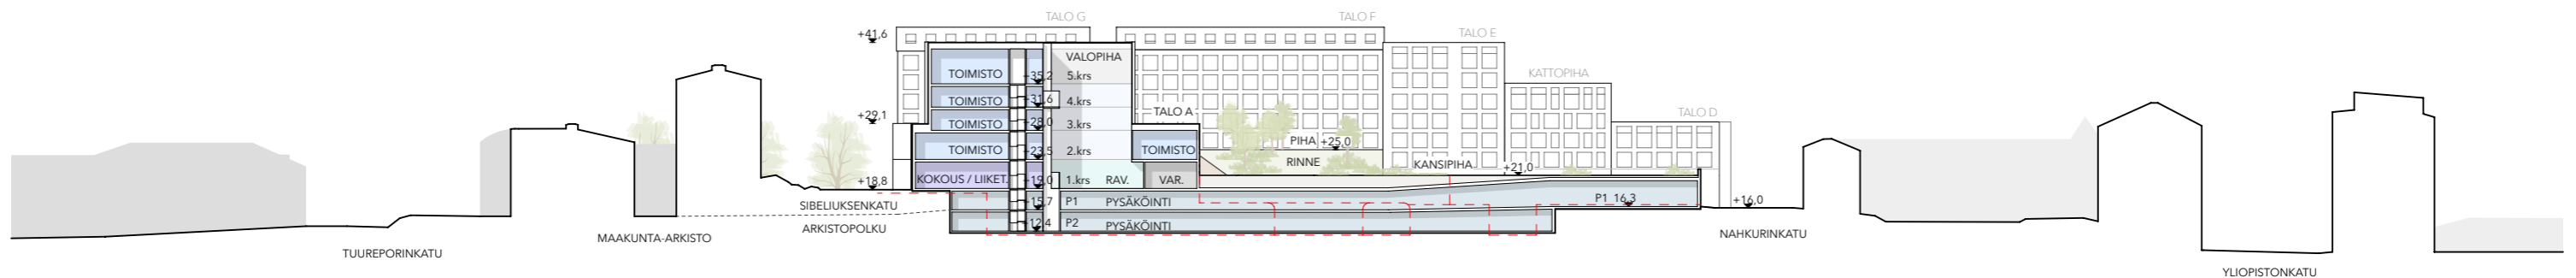 TALO G
TALO F
TALO E
KATTOPIHA
TALO D
+41,6
VALOPIHA
TOIMISTO +35,2 5.krs
TOIMISTO +31,6 4.krs
TALO A
+29,1
TOIMISTO +28,0 3.krs
PIHA +25,0
TOIMISTO +23,5 2.krs TOIMISTO
RINNE
KANSIPIHA +21,0
+18,8
KOKOUS / LIIKET. +19,0 1.krs RAV. VAR.
SIBELIUKSENKATU
+15,7 P1 PYSÄKÖINTI
P1 16,3
+16,0
ARKISTOPOLKU
+12,4 P2 PYSÄKÖINTI
MAAKUNTA-ARKISTO
NAHKURINKATU
TUUREPORINKATU
YLIOPISTONKATU